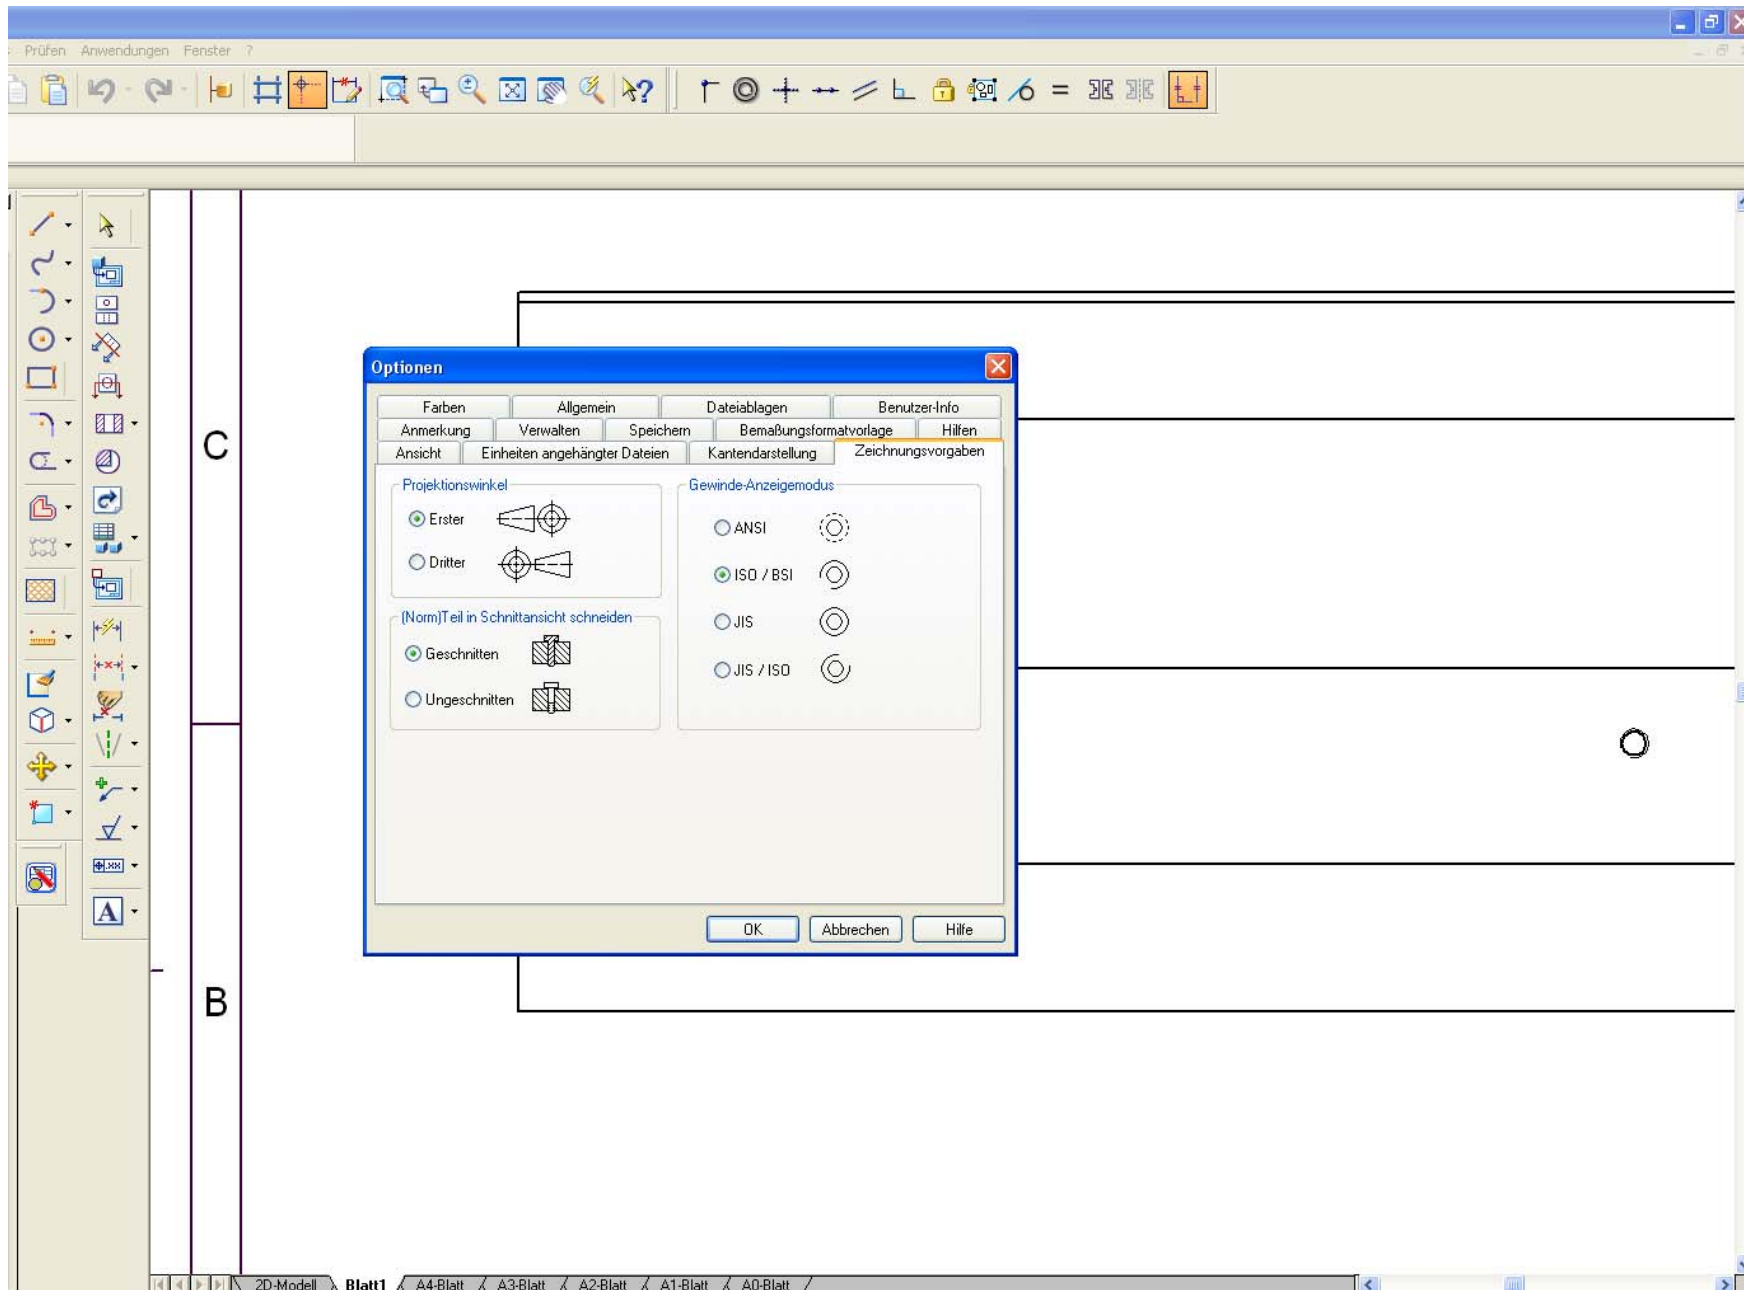 Prüfen Anwendungen Fenster ?
Optionen
Farben Allgemein Dateiablagen Benutzer-Info
Anmerkung Verwalten Speichern Bemaßungsformatvorlage Hilfen
Ansicht Einheiten angehängter Dateien Kantendarstellung Zeichnungsvorgaben
Projektionswinkel
Erster
Dritter
(Norm)Teil in Schnittansicht schneiden
Geschnitten
Ungeschnitten
Gewinde-Anzeigemodus
ANSI
ISO / BSI
JIS
JIS / ISO
OK Abbrechen Hilfe
C
B
A
.XX
2D-Modell Blatt1 A4-Blatt A3-Blatt A2-Blatt A1-Blatt A0-Blatt